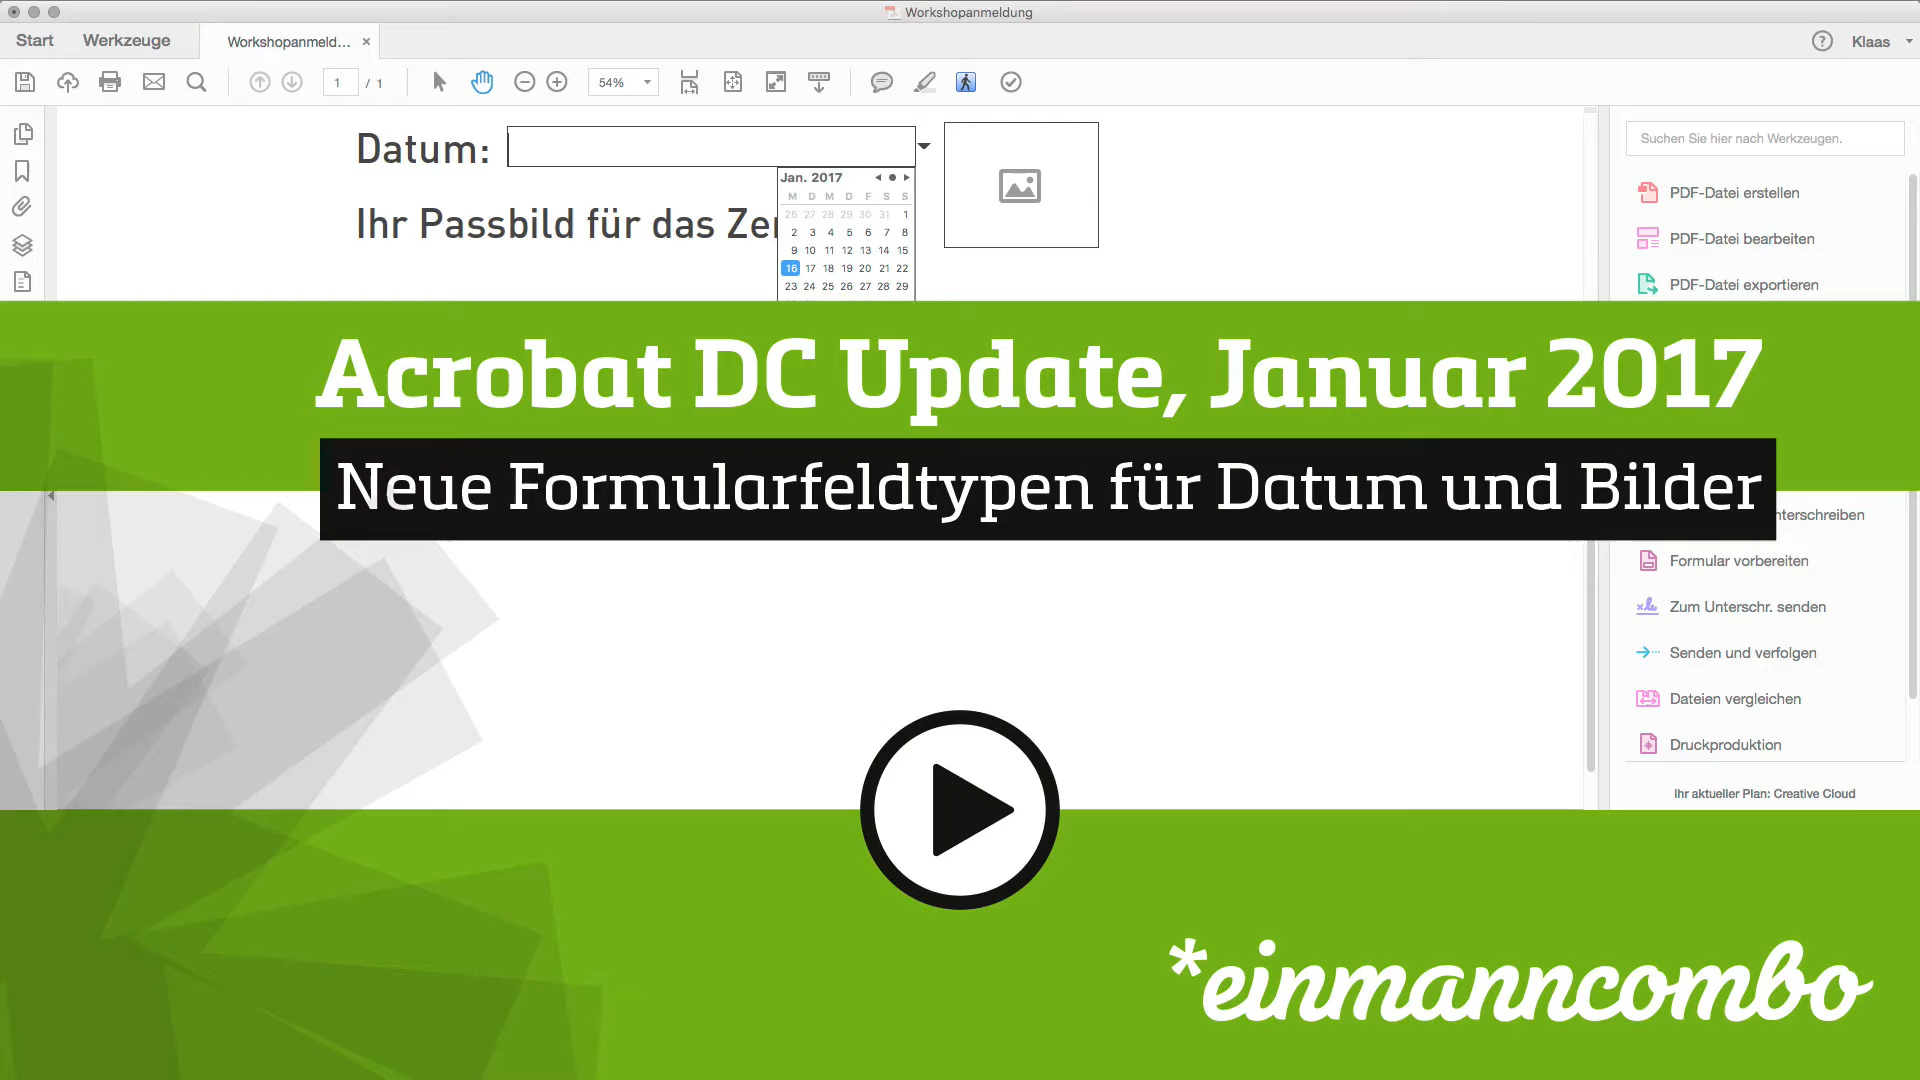 Workshopanmeldung
Start
Werkzeuge
Workshopanmeld...
Klaas
1
/ 1
54%
Datum:
Jan. 2017
M D M D F S S
26 27 28 29 30 31 1
2 3 4 5 6 7 8
9 10 11 12 13 14 15
16 17 18 19 20 21 22
23 24 25 26 27 28 29
Ihr Passbild für das Zer
Suchen Sie hier nach Werkzeugen.
PDF-Datei erstellen
PDF-Datei bearbeiten
PDF-Datei exportieren
Acrobat DC Update, Januar 2017
Neue Formularfeldtypen für Datum und Bilder
nterschreiben
Formular vorbereiten
Zum Unterschr. senden
Senden und verfolgen
Dateien vergleichen
Druckproduktion
Ihr aktueller Plan: Creative Cloud
*einmanncombo